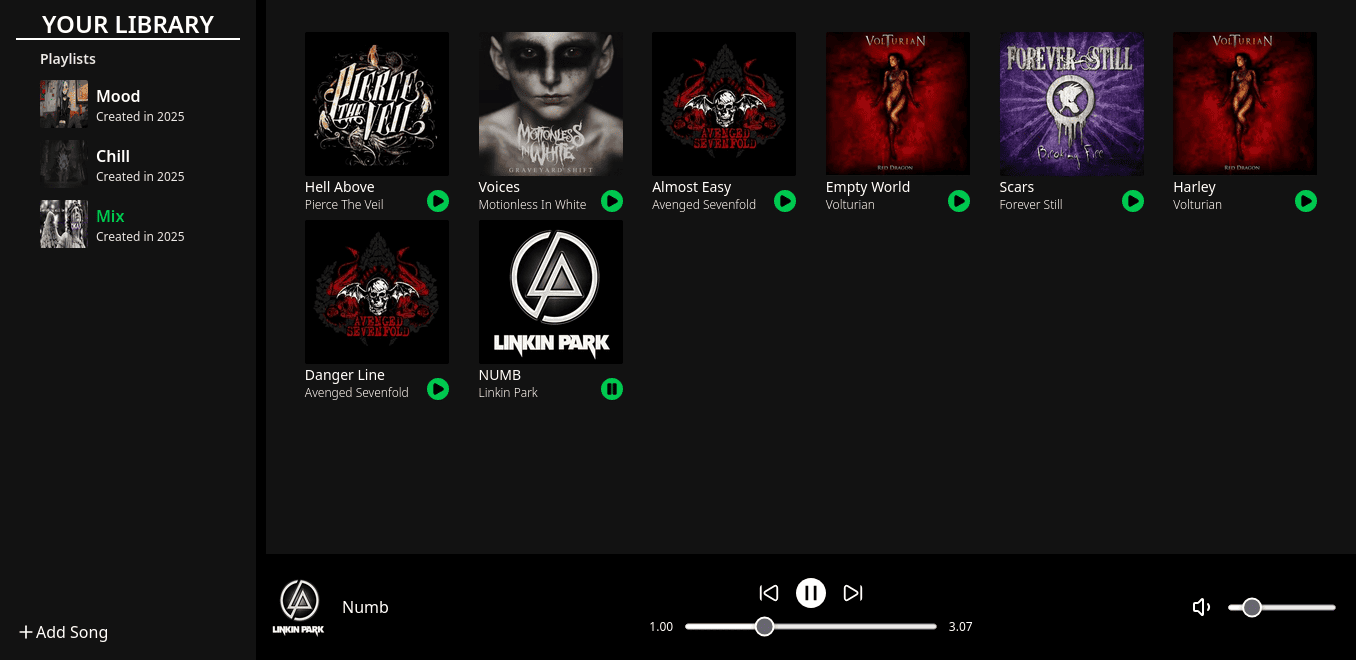 YOUR LIBRARY
Playlists
Mood
Created in 2025
Chill
Created in 2025
Mix
Created in 2025
Add Song
PIERCE
THE
VEIL
Hell Above
Pierce The Veil
MOTIONLESS
IN WHITE
GRAVEYARD SHIFT
Voices
Motionless In White
AVENGED
SEVENFOLD
Almost Easy
Avenged Sevenfold
VOLTURIAN
RED DRAGON
Empty World
Volturian
FOREVER STILL
Breaking Free
Scars
Forever Still
VOLTURIAN
RED DRAGON
Harley
Volturian
AVENGED
SEVENFOLD
Danger Line
Avenged Sevenfold
LINKIN PARK
NUMB
Linkin Park
LINKIN PARK
Numb
1.00
3.07